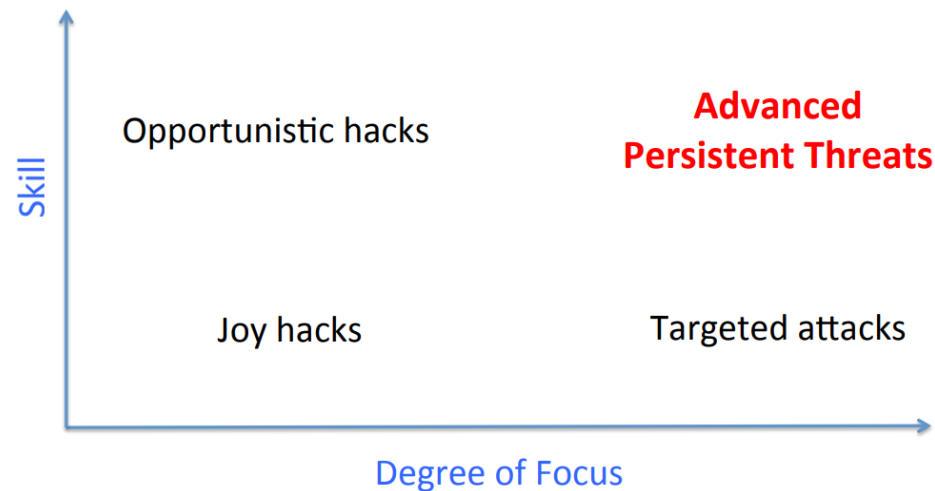 Opportunistic hacks
Advanced
Persistent Threats
Skill
Joy hacks
Targeted attacks
Degree of Focus